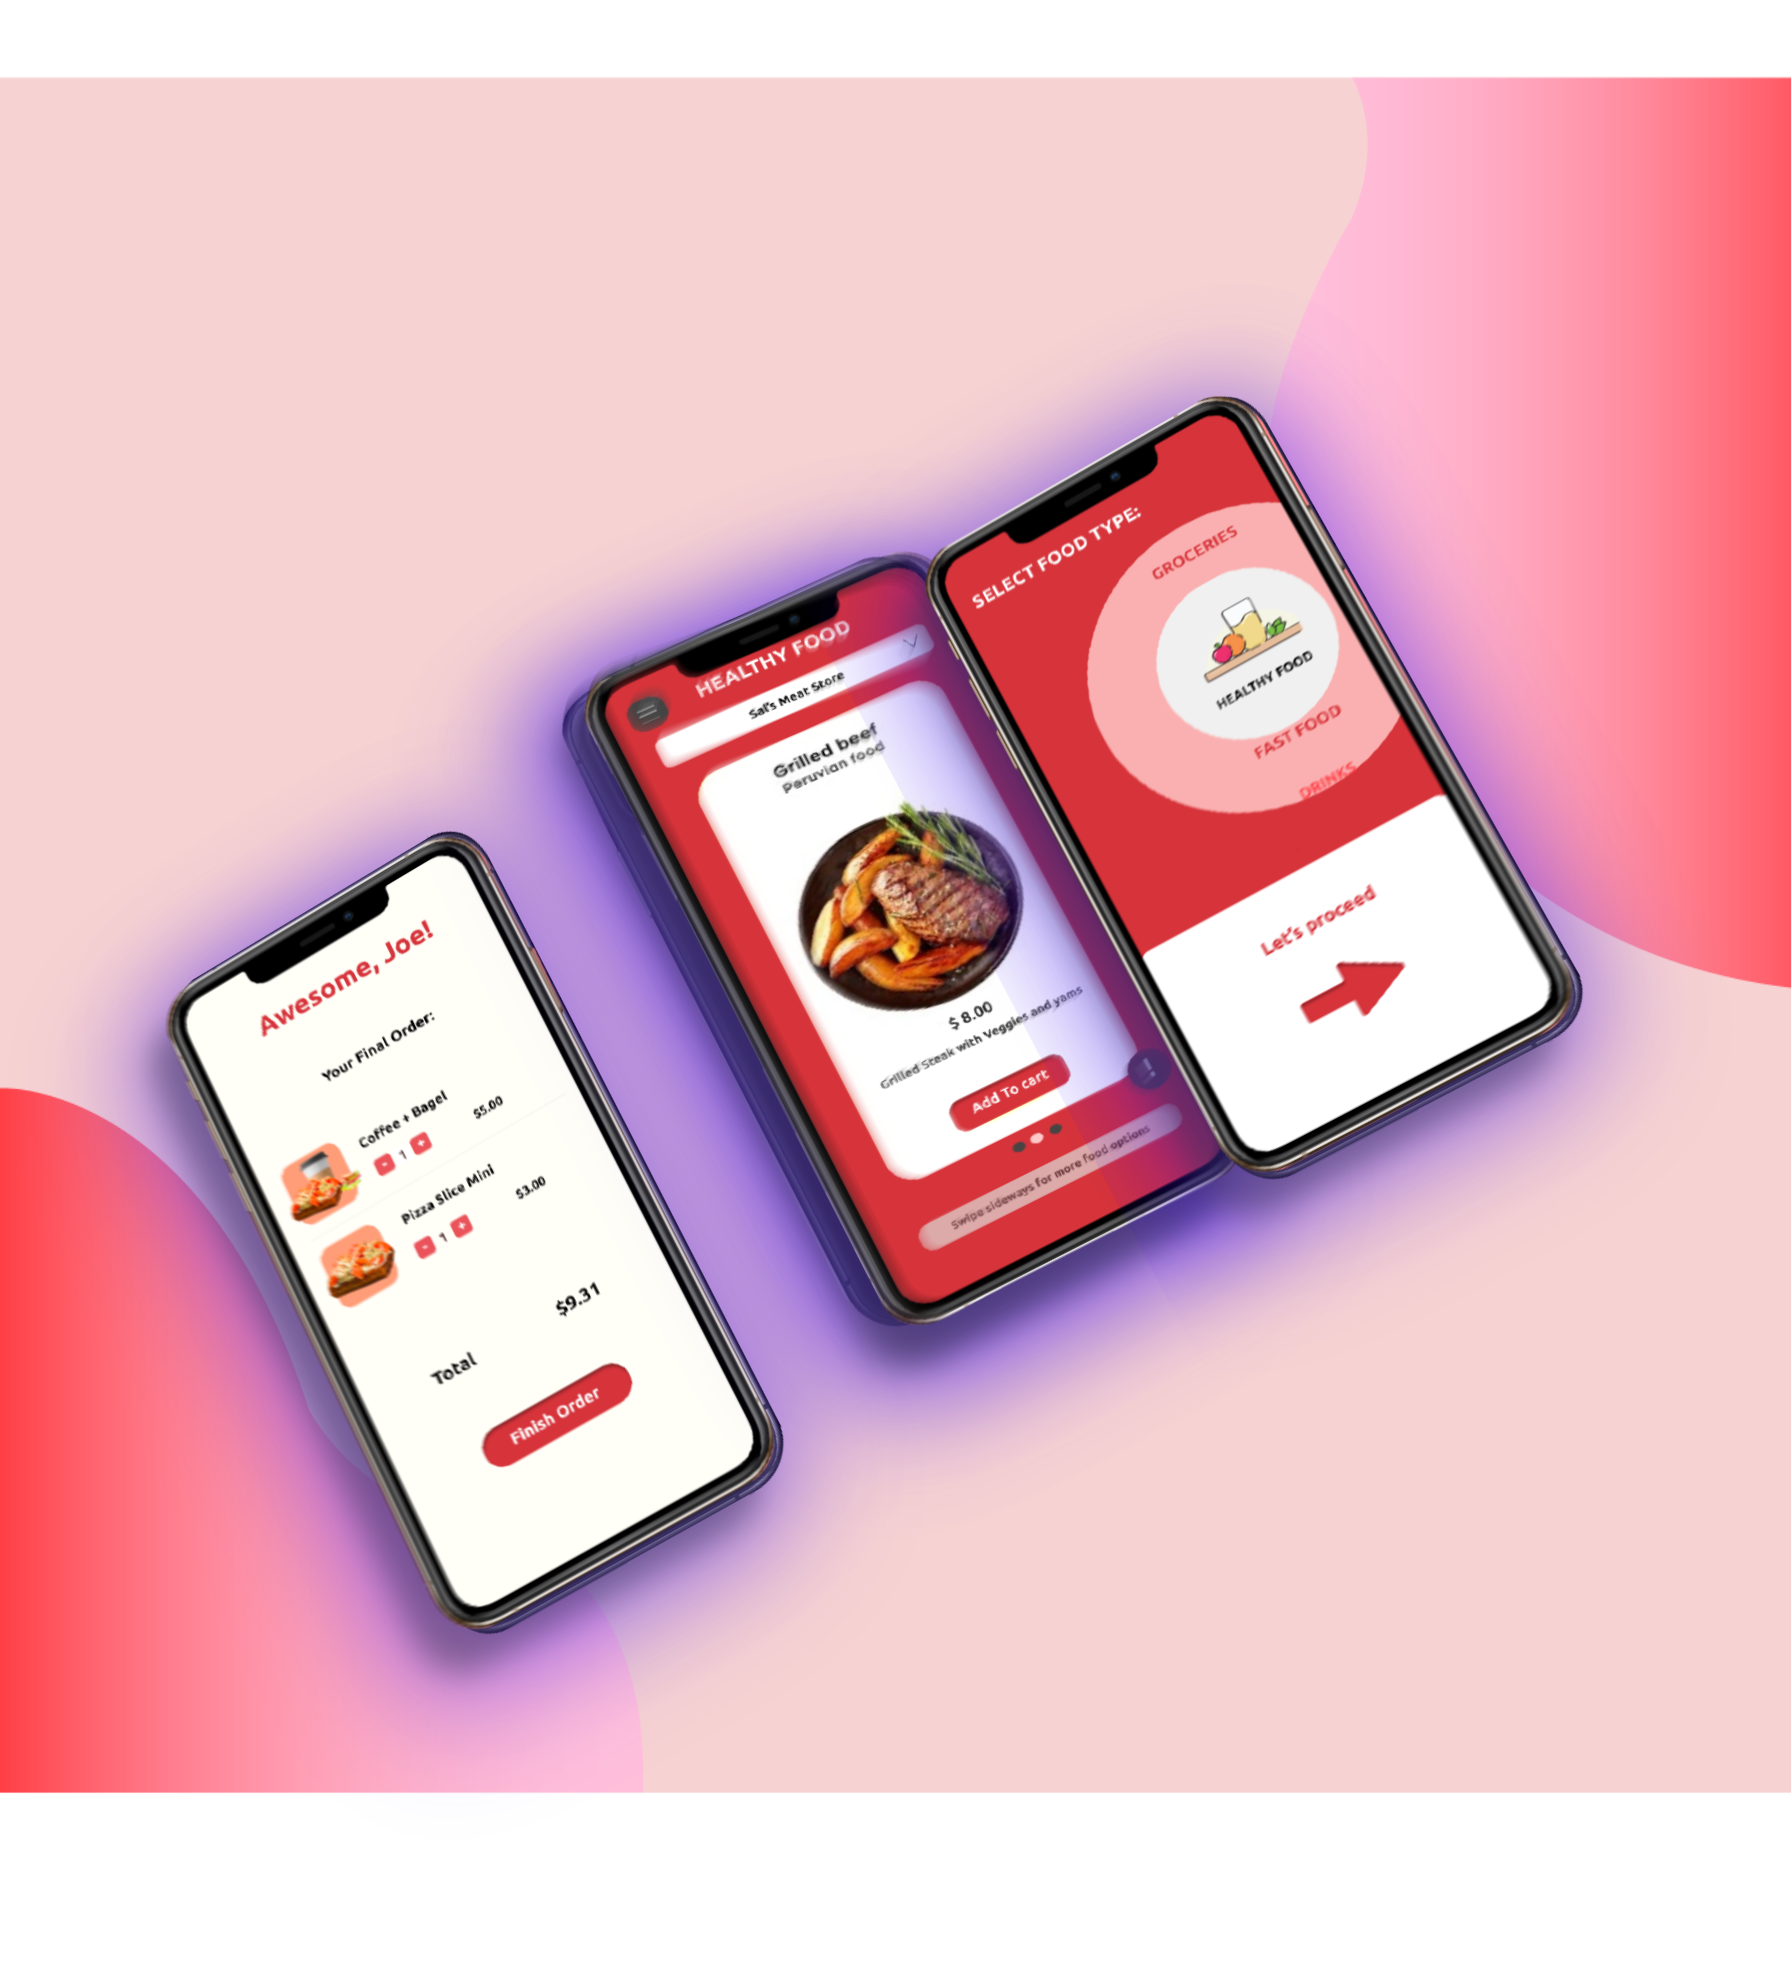 Awesome, Joe!
Your Final Order:
Coffee + Bagel
$5.00
- 1 +
Pizza Slice Mini
$3.00
- 1 +
$9.31
Total
Finish Order
HEALTHY FOOD
Sal's Meat Store
Grilled beef
Peruvian food
$ 8.00
Grilled Steak with Veggies and yams
Add To cart
!
Swipe sideways for more food options
SELECT FOOD TYPE:
GROCERIES
HEALTHY FOOD
FAST FOOD
DRINKS
Let's proceed